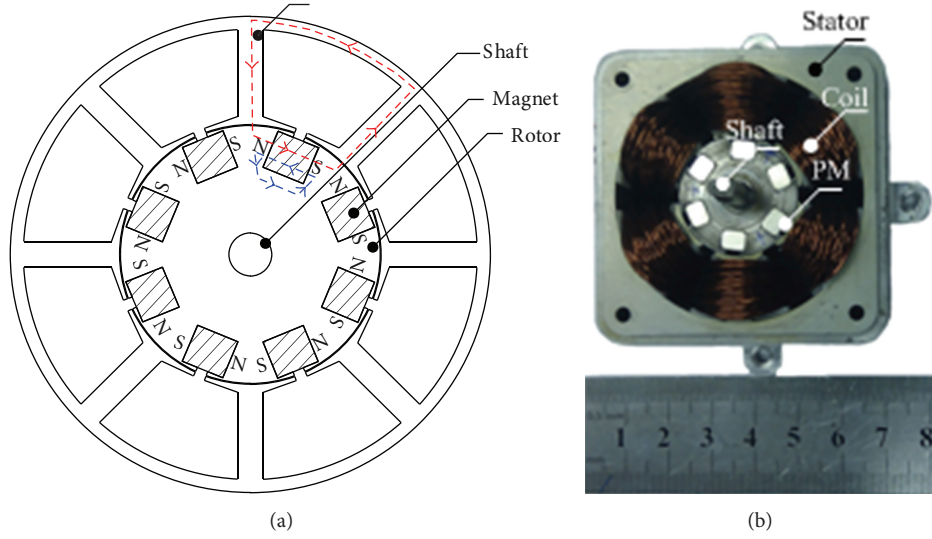 Shaft
Magnet
Rotor
S N S N S
N N
S S
N N
S S
N N
S N S N
(a)
Stator
Coil
Shaft
PM
1 2 3 4 5 6 7 8
(b)